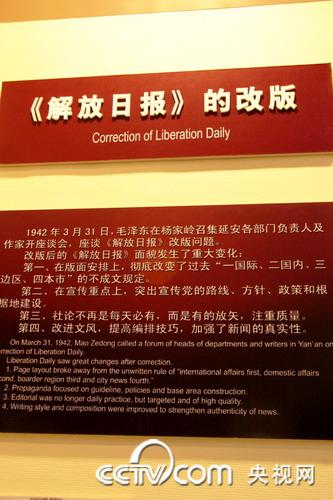 《解放日报》的改版
Correction of Liberation Daily
1942年3月31日,毛泽东在杨家岭召集延安各部门负责人及
作家开座谈会,座谈《解放日报》改版问题。
改版后的《解放日报》面貌发生了重大变化:
第一、在版面安排上,彻底改变了过去“一国际、二国内、三
边区、四本市”的不成文规定。
第二、在宣传重点上,突出宣传党的路线、方针、政策和根
据地建设。
第三、社论不再是每天必有,而是有的放矢,注重质量。
第四、改进文风,提高编排技巧,加强了新闻的真实性。
On March 31, 1942, Mao Zedong called a forum of heads of departments and writers in Yan'an on
orrection of Liberation Daily.
Liberation Daily saw great changes after correction.
1. Page layout broke away from the unwritten rule of "international affairs first, domestic affairs
cond, boarder region third and city news fourth."
2. Propaganda focused on guideline, policies and base area construction.
3. Editorial was no longer daily practice, but targeted and of high quality.
4. Writing style and composition were improved to strengthen authenticity of news.
CCTV.com 央视网